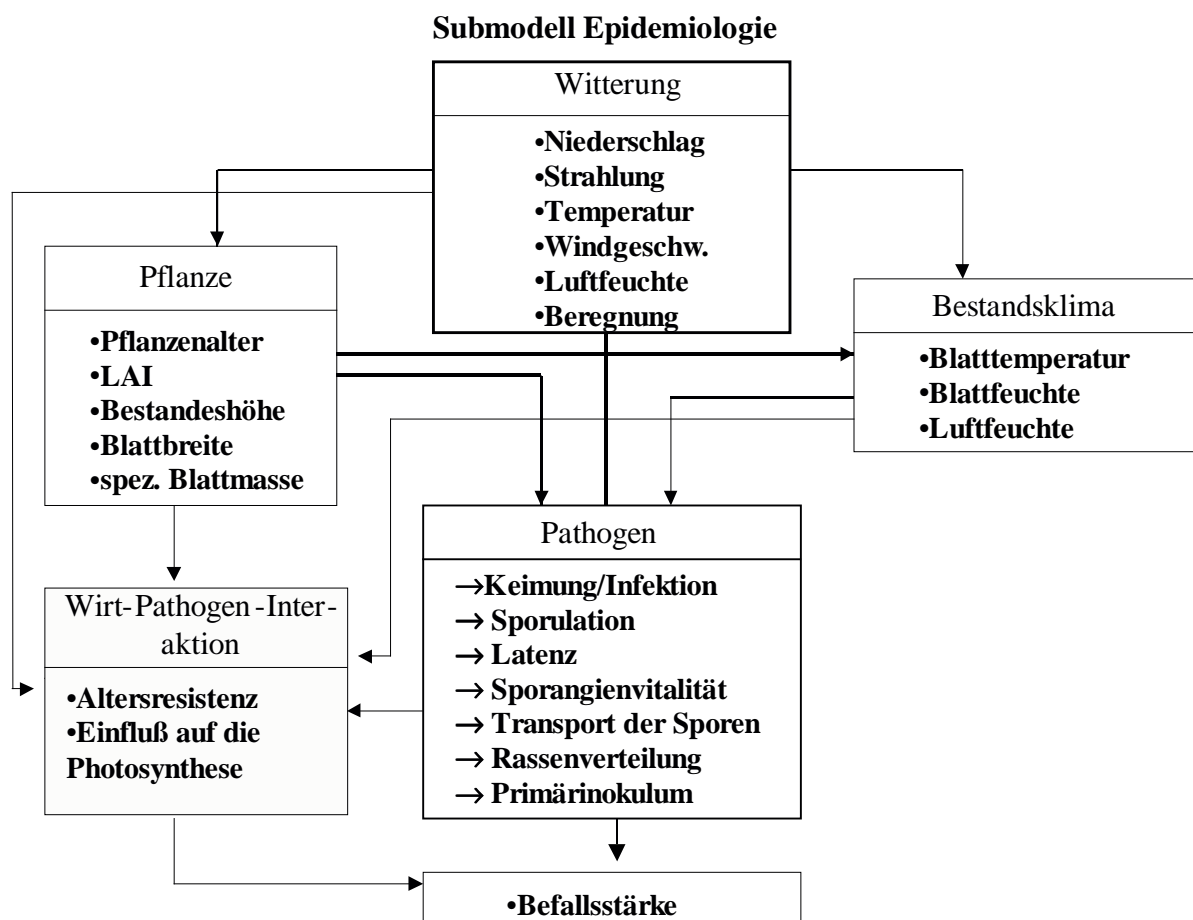 Submodell Epidemiologie
Witterung
•Niederschlag
•Strahlung
•Temperatur
•Windgeschw.
•Luftfeuchte
•Beregnung
Pflanze
•Pflanzenalter
•LAI
•Bestandeshöhe
•Blattbreite
•spez. Blattmasse
Bestandsklima
•Blatttemperatur
•Blattfeuchte
•Luftfeuchte
Wirt-Pathogen-Inter-
aktion
•Altersresistenz
•Einfluß auf die
Photosynthese
Pathogen
→Keimung/Infektion
→ Sporulation
→ Latenz
→ Sporangienvitalität
→ Transport der Sporen
→ Rassenverteilung
→ Primärinokulum
•Befallsstärke